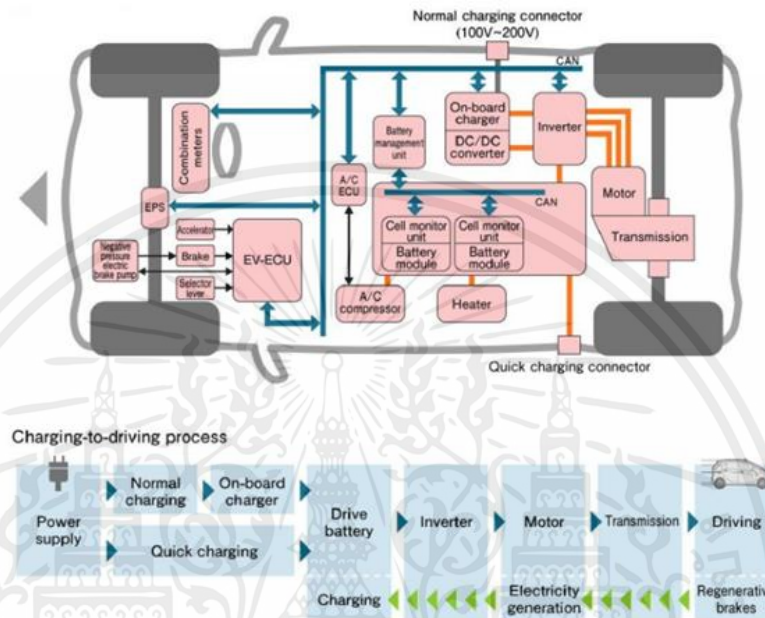 Normal charging connector
(100V~200V)
CAN
On-board
charger
DC/DC
converter
Inverter
Combination
meters
Battery
management
unit
A/C
ECU
CAN
Motor
EPS
Cell monitor
unit
Battery
module
Cell monitor
unit
Battery
module
Transmission
Accelerator
Negative
pressure
electric
brake pump
Brake
EV-ECU
Selector
lever
A/C
compressor
Heater
Quick charging connector
Charging-to-driving process
Power
supply
Normal
charging
On-board
charger
Quick charging
Drive
battery
Inverter
Motor
Transmission
Driving
Charging
Electricity
generation
Regenerative
brakes